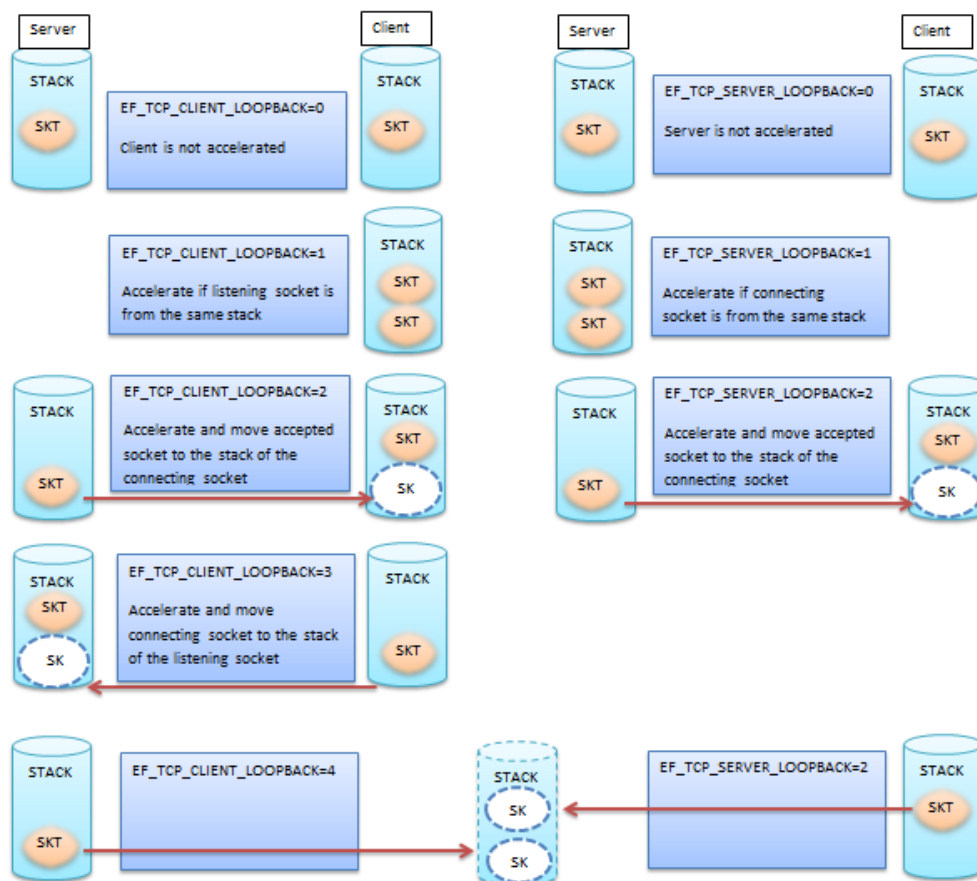 Server
Client
Server
Client
STACK
SKT
EF_TCP_CLIENT_LOOPBACK=0
Client is not accelerated
STACK
SKT
STACK
SKT
EF_TCP_SERVER_LOOPBACK=0
Server is not accelerated
STACK
SKT
EF_TCP_CLIENT_LOOPBACK=1
Accelerate if listening socket is
from the same stack
STACK
SKT
SKT
STACK
SKT
SKT
EF_TCP_SERVER_LOOPBACK=1
Accelerate if connecting
socket is from the same stack
STACK
SKT
EF_TCP_CLIENT_LOOPBACK=2
Accelerate and move accepted
socket to the stack of the
connecting socket
STACK
SKT
SK
STACK
SKT
EF_TCP_SERVER_LOOPBACK=2
Accelerate and move accepted
socket to the stack of the
connecting socket
STACK
SKT
SK
STACK
SKT
SK
EF_TCP_CLIENT_LOOPBACK=3
Accelerate and move
connecting socket to the stack
of the listening socket
STACK
SKT
STACK
SKT
EF_TCP_CLIENT_LOOPBACK=4
STACK
SK
SK
EF_TCP_SERVER_LOOPBACK=2
STACK
SKT